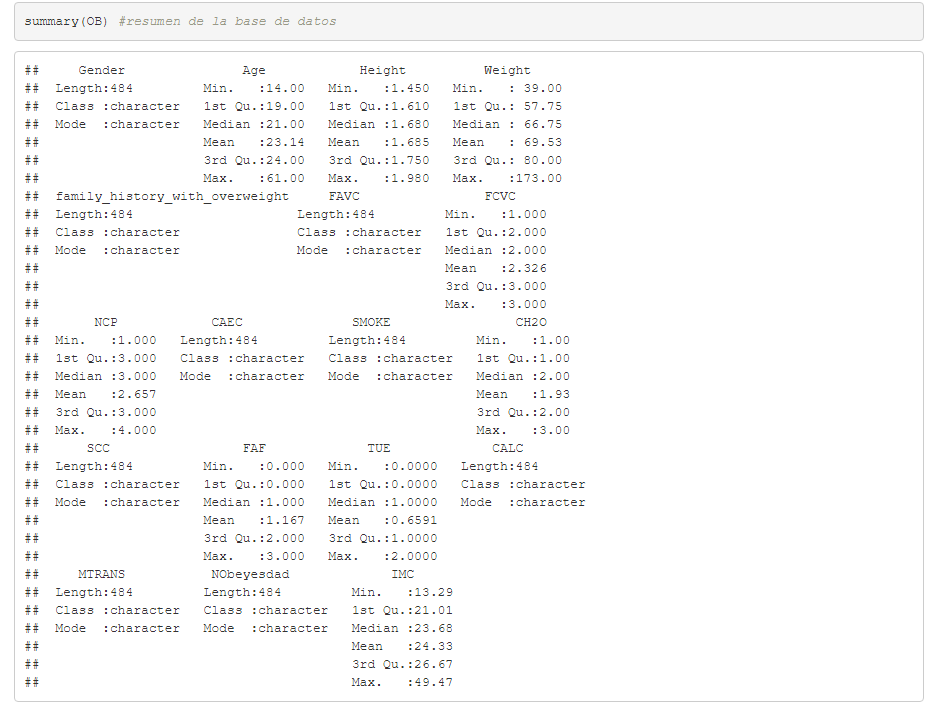 summary(OB) #resumen de la base de datos
##     Gender               Age            Height          Weight
##  Length:484         Min.   :14.00   Min.   :1.450   Min.   : 39.00
##  Class :character   1st Qu.:19.00   1st Qu.:1.610   1st Qu.: 57.75
##  Mode  :character   Median :21.00   Median :1.680   Median : 66.75
##                     Mean   :23.14   Mean   :1.685   Mean   : 69.53
##                     3rd Qu.:24.00   3rd Qu.:1.750   3rd Qu.: 80.00
##                     Max.   :61.00   Max.   :1.980   Max.   :173.00
##  family_history_with_overweight     FAVC                FCVC
##  Length:484                     Length:484         Min.   :1.000
##  Class :character               Class :character   1st Qu.:2.000
##  Mode  :character               Mode  :character   Median :2.000
##                                                    Mean   :2.326
##                                                    3rd Qu.:3.000
##                                                    Max.   :3.000
##       NCP            CAEC              SMOKE                CH2O
##  Min.   :1.000   Length:484         Length:484         Min.   :1.00
##  1st Qu.:3.000   Class :character   Class :character   1st Qu.:1.00
##  Median :3.000   Mode  :character   Mode  :character   Median :2.00
##  Mean   :2.657                                         Mean   :1.93
##  3rd Qu.:3.000                                         3rd Qu.:2.00
##  Max.   :4.000                                         Max.   :3.00
##      SCC                 FAF             TUE             CALC
##  Length:484         Min.   :0.000   Min.   :0.0000   Length:484
##  Class :character   1st Qu.:0.000   1st Qu.:0.0000   Class :character
##  Mode  :character   Median :1.000   Median :1.0000   Mode  :character
##                     Mean   :1.167   Mean   :0.6591
##                     3rd Qu.:2.000   3rd Qu.:1.0000
##                     Max.   :3.000   Max.   :2.0000
##     MTRANS           NObeyesdad             IMC
##  Length:484         Length:484         Min.   :13.29
##  Class :character   Class :character   1st Qu.:21.01
##  Mode  :character   Mode  :character   Median :23.68
##                                        Mean   :24.33
##                                        3rd Qu.:26.67
##                                        Max.   :49.47